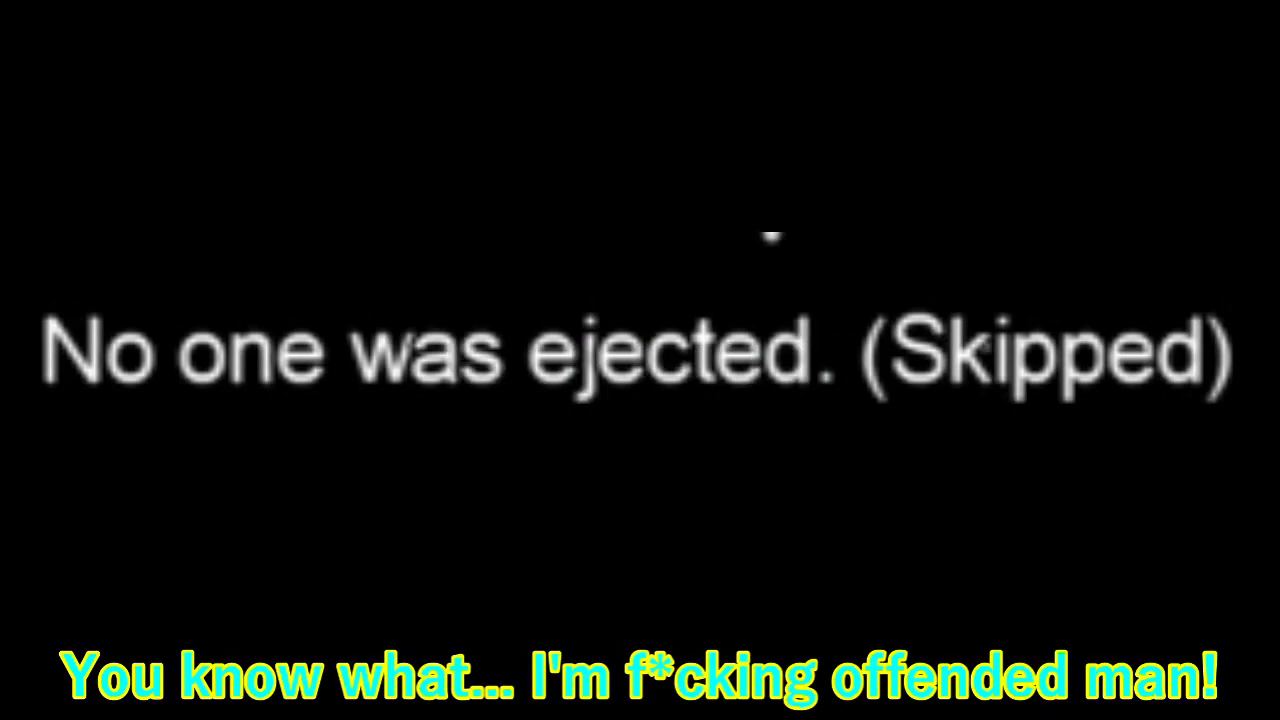 No one was ejected. (Skipped)
You know what... I'm f*cking offended man!